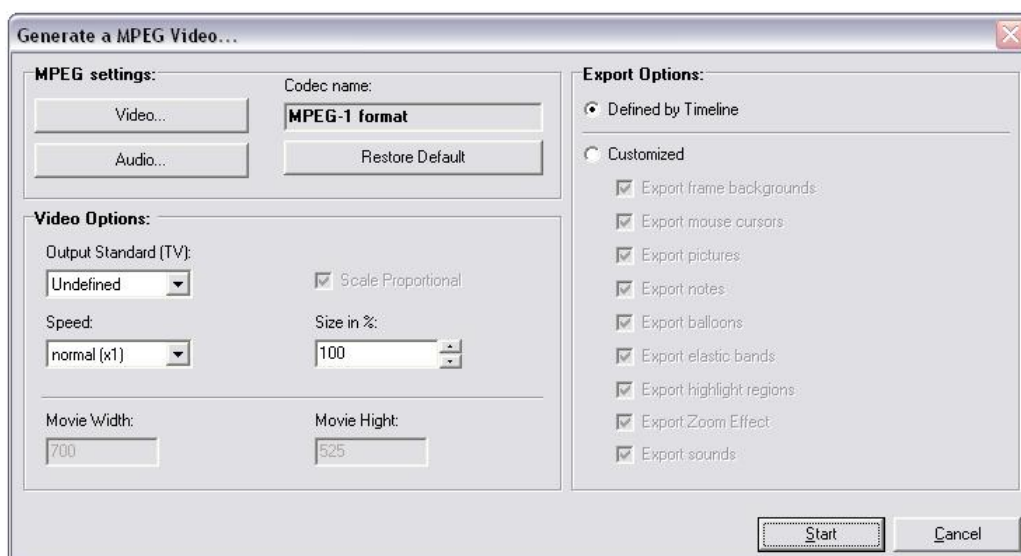 Generate a MPEG Video...
MPEG settings:
Video...
Audio...
Codec name:
MPEG-1 format
Restore Default
Video Options:
Output Standard (TV):
Undefined
Scale Proportional
Speed:
normal (x1)
Size in %:
100
Movie Width:
700
Movie Hight:
525
Export Options:
Defined by Timeline
Customized
Export frame backgrounds
Export mouse cursors
Export pictures
Export notes
Export balloons
Export elastic bands
Export highlight regions
Export Zoom Effect
Export sounds
Start
Cancel